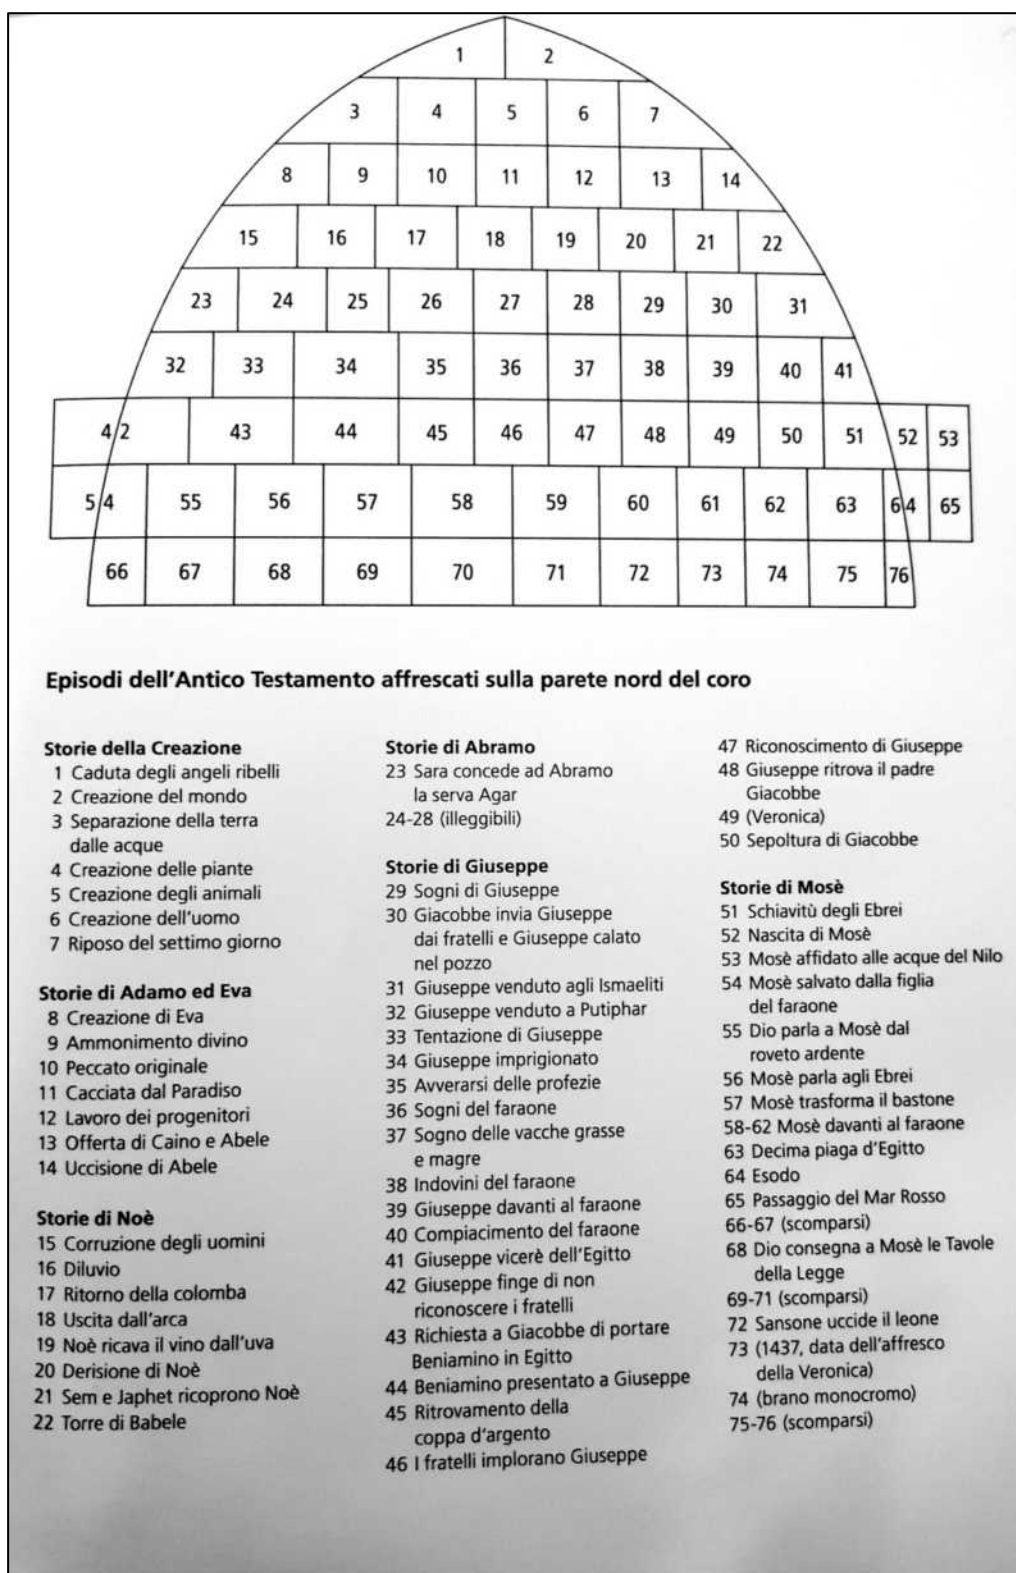 1 2
3 4 5 6 7
8 9 10 11 12 13 14
15 16 17 18 19 20 21 22
23 24 25 26 27 28 29 30 31
32 33 34 35 36 37 38 39 40 41
42 43 44 45 46 47 48 49 50 51 52 53
54 55 56 57 58 59 60 61 62 63 64 65
66 67 68 69 70 71 72 73 74 75 76
Episodi dell'Antico Testamento affrescati sulla parete nord del coro
Storie della Creazione
1 Caduta degli angeli ribelli
2 Creazione del mondo
3 Separazione della terra
dalle acque
4 Creazione delle piante
5 Creazione degli animali
6 Creazione dell'uomo
7 Riposo del settimo giorno
Storie di Adamo ed Eva
8 Creazione di Eva
9 Ammonimento divino
10 Peccato originale
11 Cacciata dal Paradiso
12 Lavoro dei progenitori
13 Offerta di Caino e Abele
14 Uccisione di Abele
Storie di Noè
15 Corruzione degli uomini
16 Diluvio
17 Ritorno della colomba
18 Uscita dall'arca
19 Noè ricava il vino dall'uva
20 Derisione di Noè
21 Sem e Japhet ricoprono Noè
22 Torre di Babele
Storie di Abramo
23 Sara concede ad Abramo
la serva Agar
24-28 (illeggibili)
Storie di Giuseppe
29 Sogni di Giuseppe
30 Giacobbe invia Giuseppe
dai fratelli e Giuseppe calato
nel pozzo
31 Giuseppe venduto agli Ismaeliti
32 Giuseppe venduto a Putiphar
33 Tentazione di Giuseppe
34 Giuseppe imprigionato
35 Avverarsi delle profezie
36 Sogni del faraone
37 Sogno delle vacche grasse
e magre
38 Indovini del faraone
39 Giuseppe davanti al faraone
40 Compiacimento del faraone
41 Giuseppe vicerè dell'Egitto
42 Giuseppe finge di non
riconoscere i fratelli
43 Richiesta a Giacobbe di portare
Beniamino in Egitto
44 Beniamino presentato a Giuseppe
45 Ritrovamento della
coppa d'argento
46 I fratelli implorano Giuseppe
47 Riconoscimento di Giuseppe
48 Giuseppe ritrova il padre
Giacobbe
49 (Veronica)
50 Sepoltura di Giacobbe
Storie di Mosè
51 Schiavitù degli Ebrei
52 Nascita di Mosè
53 Mosè affidato alle acque del Nilo
54 Mosè salvato dalla figlia
del faraone
55 Dio parla a Mosè dal
roveto ardente
56 Mosè parla agli Ebrei
57 Mosè trasforma il bastone
58-62 Mosè davanti al faraone
63 Decima piaga d'Egitto
64 Esodo
65 Passaggio del Mar Rosso
66-67 (scomparsi)
68 Dio consegna a Mosè le Tavole
della Legge
69-71 (scomparsi)
72 Sansone uccide il leone
73 (1437, data dell'affresco
della Veronica)
74 (brano monocromo)
75-76 (scomparsi)